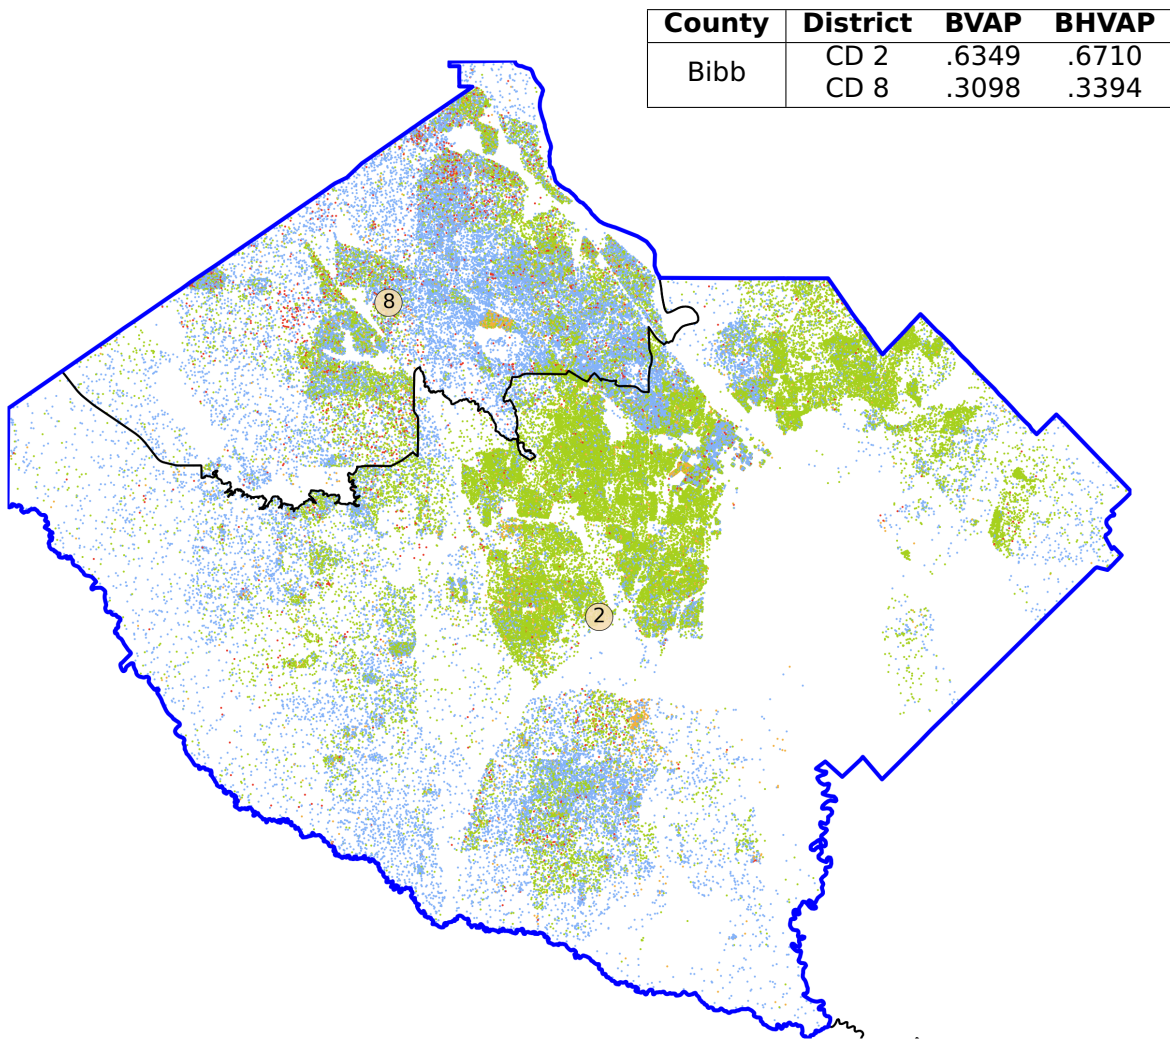 County District BVAP BHVAP
Bibb CD 2 .6349 .6710
CD 8 .3098 .3394
8
2